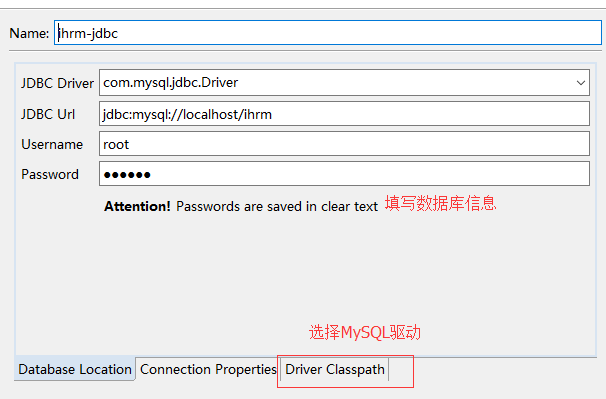 Name: ihrm-jdbc
JDBC Driver com.mysql.jdbc.Driver
JDBC Url jdbc:mysql://localhost/ihrm
Username root
Password ●●●●●●
Attention! Passwords are saved in clear text 填写数据库信息
选择MySQL驱动
Database Location Connection Properties Driver Classpath